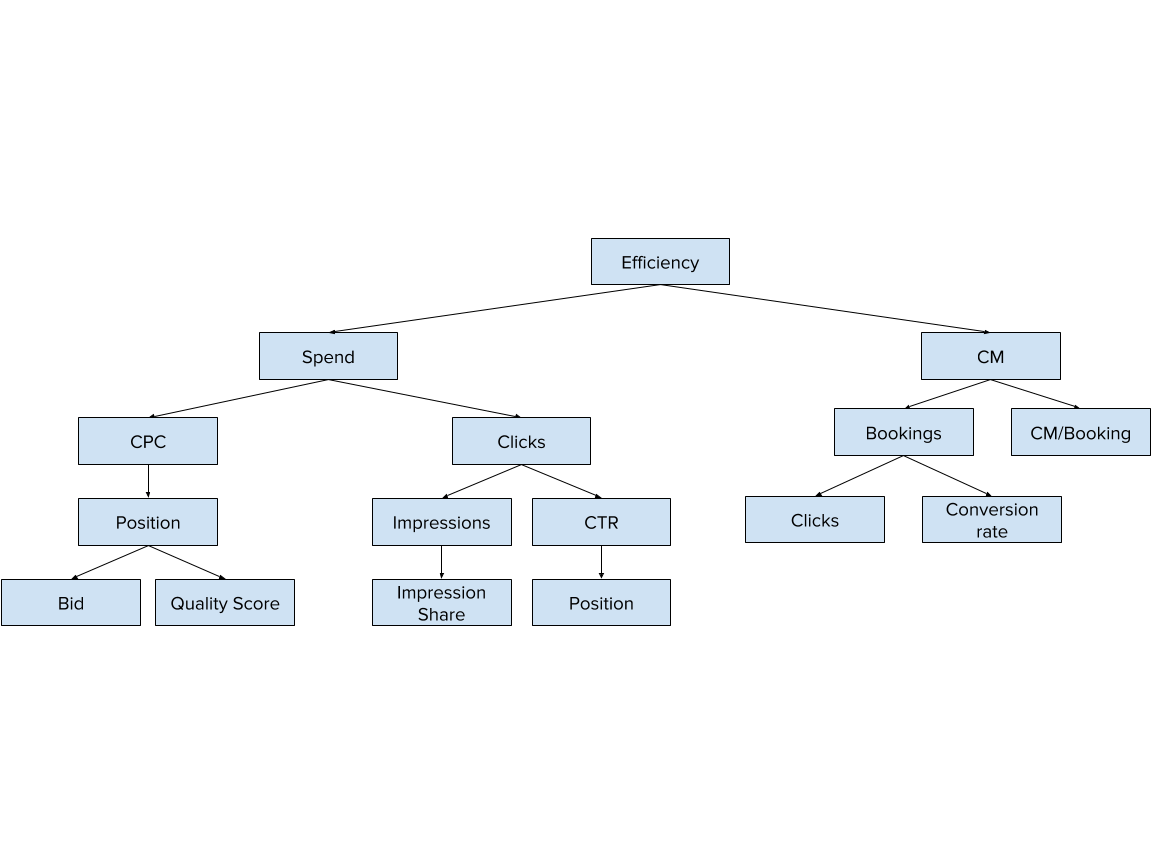 Efficiency
Spend
CM
CPC
Clicks
Bookings
CM/Booking
Position
Impressions
CTR
Clicks
Conversion
rate
Bid
Quality Score
Impression
Share
Position